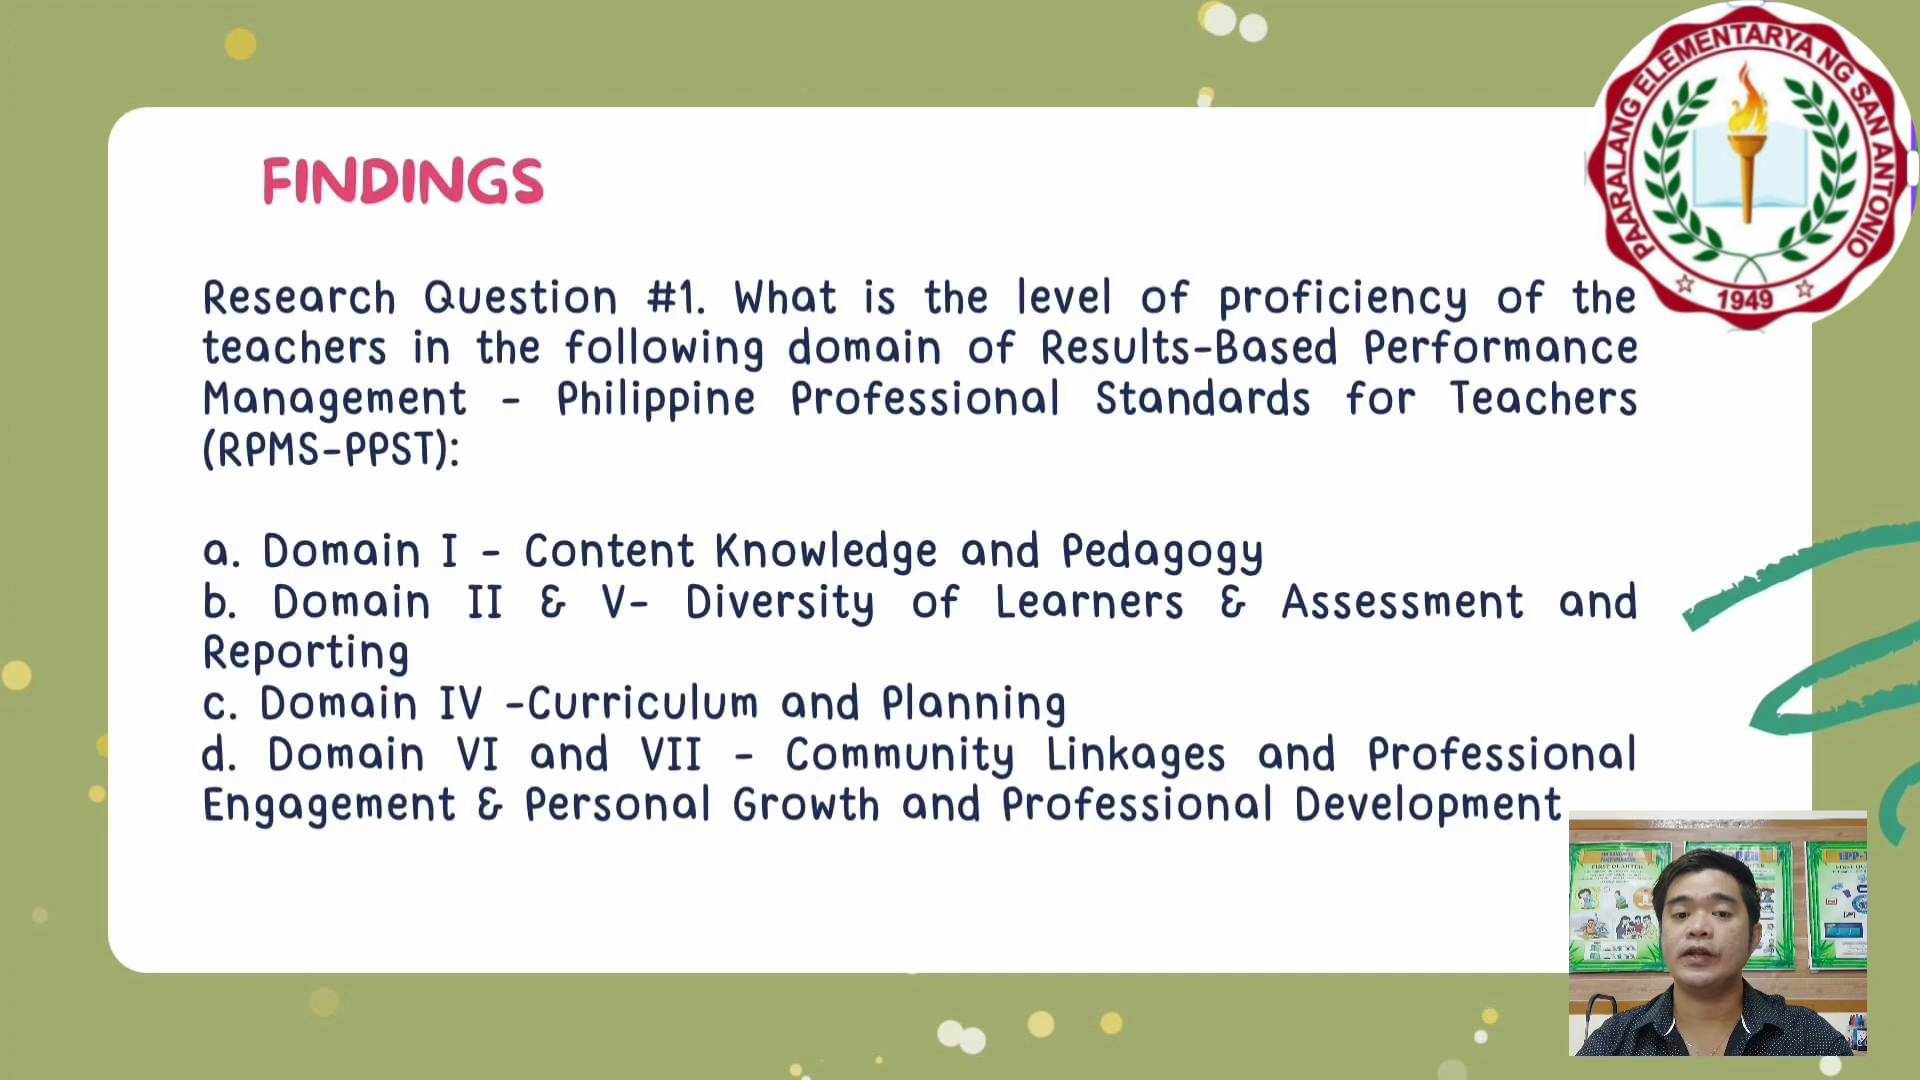 FINDINGS
PAARALANG ELEMENTARYA NG SAN ANTONIO
1949
Research Question #1. What is the level of proficiency of the
teachers in the following domain of Results-Based Performance
Management - Philippine Professional Standards for Teachers
(RPMS-PPST):
a. Domain I - Content Knowledge and Pedagogy
b. Domain II & V- Diversity of Learners & Assessment and
Reporting
c. Domain IV -Curriculum and Planning
d. Domain VI and VII - Community Linkages and Professional
Engagement & Personal Growth and Professional Development
FIRST QUARTER